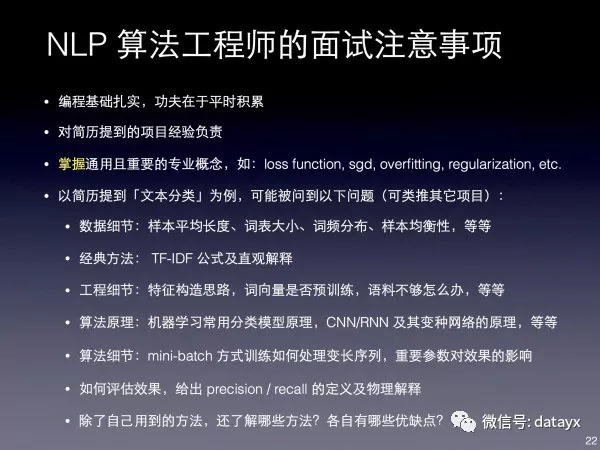 NLP 算法工程师的面试注意事项
• 编程基础扎实，功夫在于平时积累
• 对简历提到的项目经验负责
• 掌握通用且重要的专业概念，如：loss function, sgd, overfitting, regularization, etc.
• 以简历提到「文本分类」为例，可能被问到以下问题（可类推其它项目）：
• 数据细节：样本平均长度、词表大小、词频分布、样本均衡性，等等
• 经典方法： TF-IDF 公式及直观解释
• 工程细节：特征构造思路，词向量是否预训练，语料不够怎么办，等等
• 算法原理：机器学习常用分类模型原理，CNN/RNN 及其变种网络的原理，等等
• 算法细节：mini-batch 方式训练如何处理变长序列，重要参数对效果的影响
• 如何评估效果，给出 precision / recall 的定义及物理解释
• 除了自己用到的方法，还了解哪些方法？各自有哪些优缺点？
微信号: datayx
22